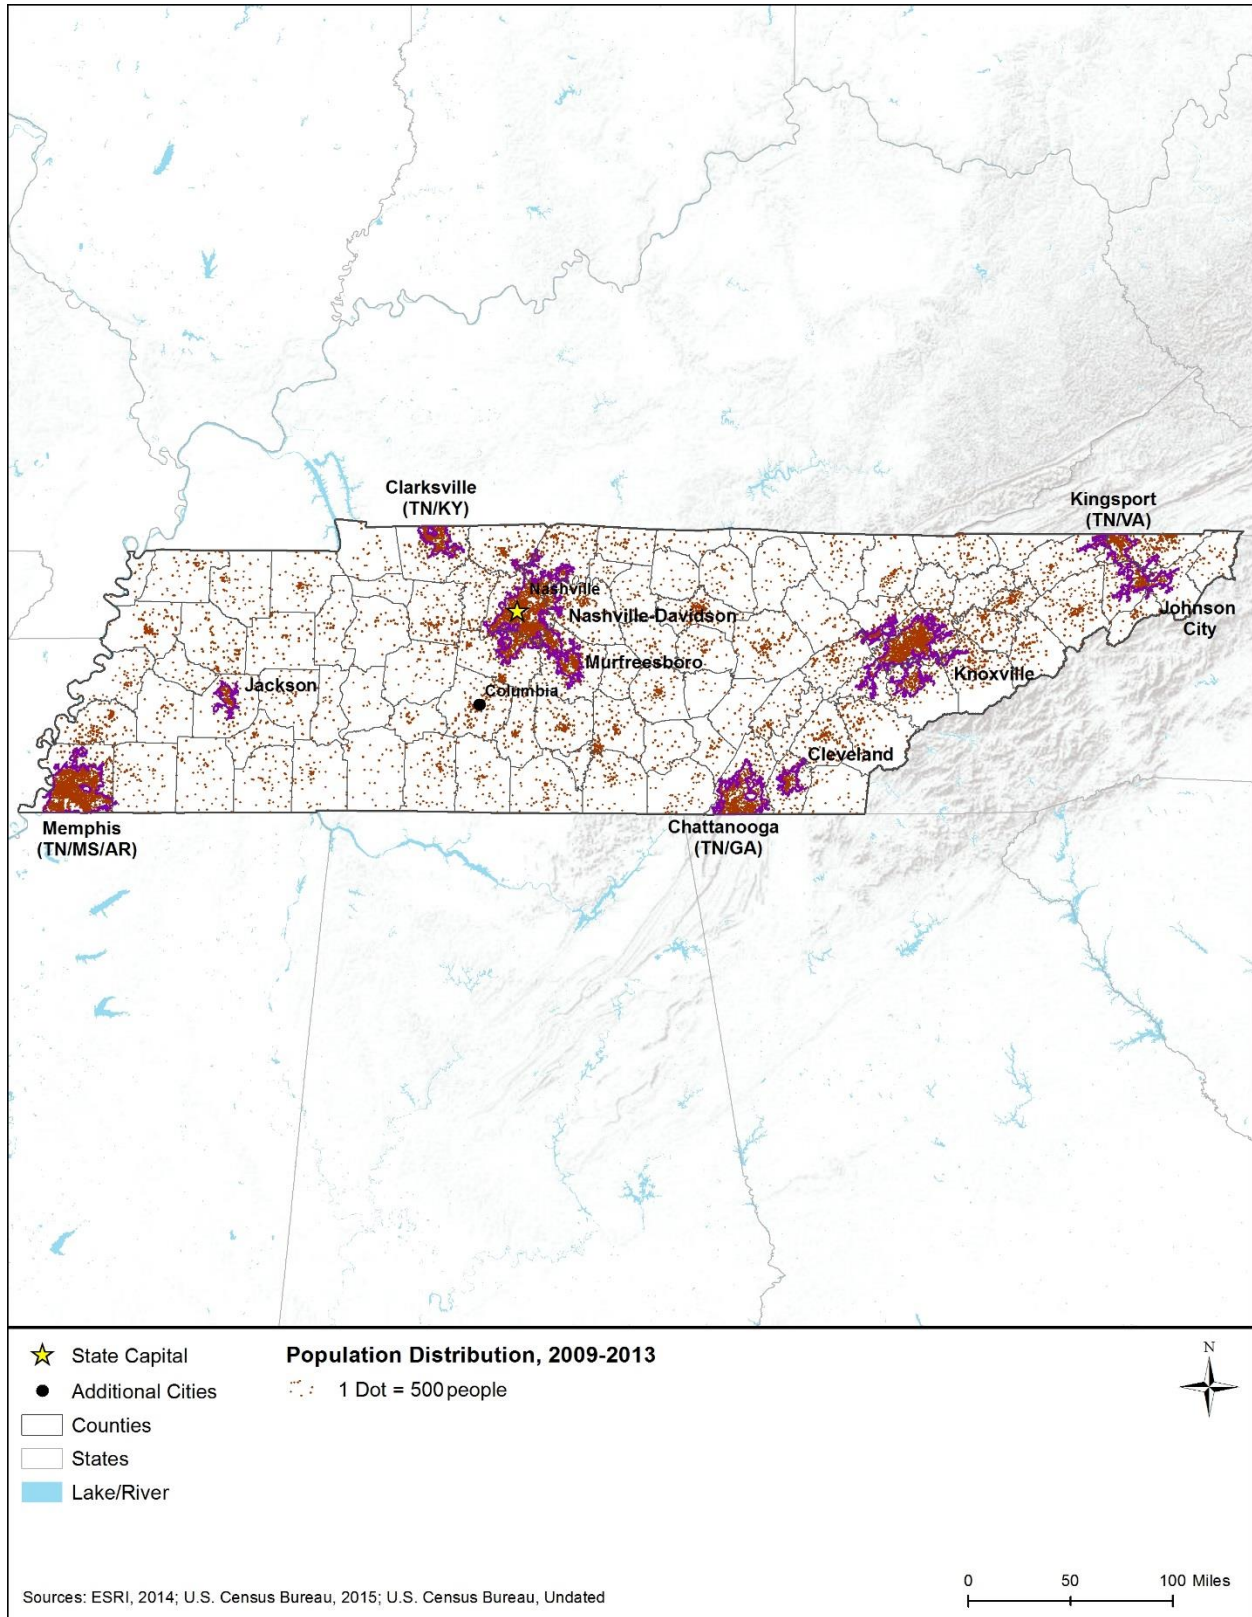 Clarksville
(TN/KY)
Kingsport
(TN/VA)
Nashville
Nashville-Davidson
Johnson
City
Murfreesboro
Knoxville
Jackson
Columbia
Cleveland
Memphis
(TN/MS/AR)
Chattanooga
(TN/GA)
State Capital
Additional Cities
Counties
States
Lake/River
Population Distribution, 2009-2013
1 Dot = 500 people
N
Sources: ESRI, 2014; U.S. Census Bureau, 2015; U.S. Census Bureau, Undated
0 50 100 Miles